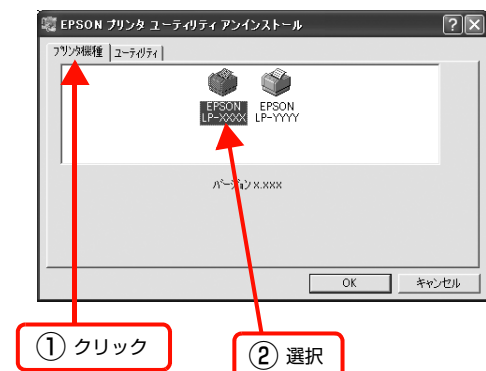 EPSON プリンタ ユーティリティ アンインストール
プリンタ機種 ユーティリティ
EPSON LP-XXXX
EPSON LP-YYYY
バージョン x.xxx
OK キャンセル
① クリック
② 選択